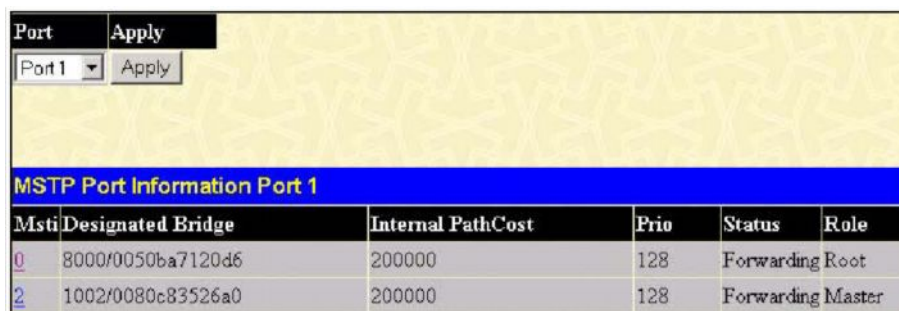 Port Apply
Port 1 Apply
MSTP Port Information Port 1
Msti Designated Bridge Internal PathCost Prio Status Role
0 8000/0050ba7120d6 200000 128 Forwarding Root
2 1002/0080c83526a0 200000 128 Forwarding Master